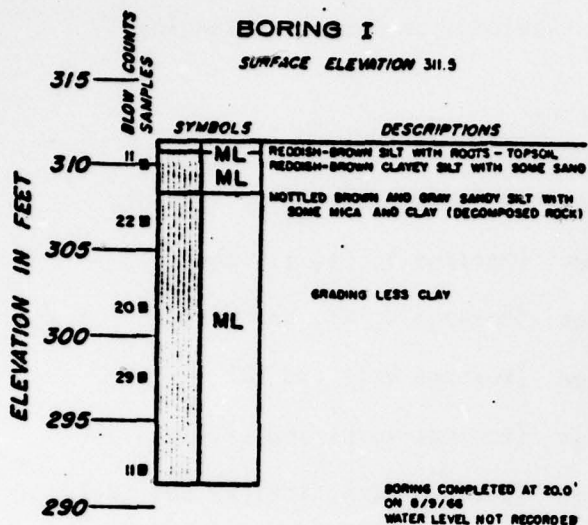 BORING I
SURFACE ELEVATION 311.5
BLOW COUNTS
SAMPLES
SYMBOLS
DESCRIPTIONS
ELEVATION IN FEET
315
310
305
300
295
290
11
22
20
29
11
ML
ML
ML
REDDISH-BROWN SILT WITH ROOTS - TOPSOIL
REDDISH-BROWN CLAYEY SILT WITH SOME SAND
MOTTLED BROWN AND GRAY SANDY SILT WITH
SOME MICA AND CLAY (DECOMPOSED ROCK)
GRADING LESS CLAY
BORING COMPLETED AT 20.0'
ON 8/9/66
WATER LEVEL NOT RECORDED